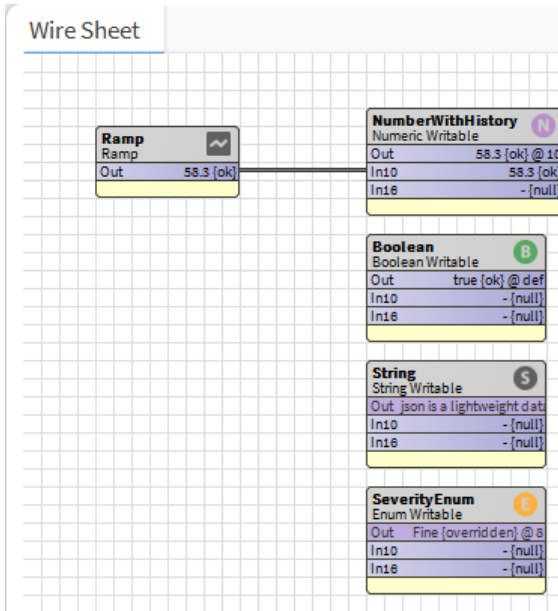 Wire Sheet
Ramp
Ramp
Out 58.3 {ok}
NumberWithHistory N
Numeric Writable
Out 58.3 {ok} @ 10
In10 58.3 {ok}
In16 - {null}
Boolean B
Boolean Writable
Out true {ok} @ def
In10 - {null}
In16 - {null}
String S
String Writable
Out json is a lightweight data
In10 - {null}
In16 - {null}
SeverityEnum E
Enum Writable
Out Fine {overridden} @ 8
In10 - {null}
In16 - {null}